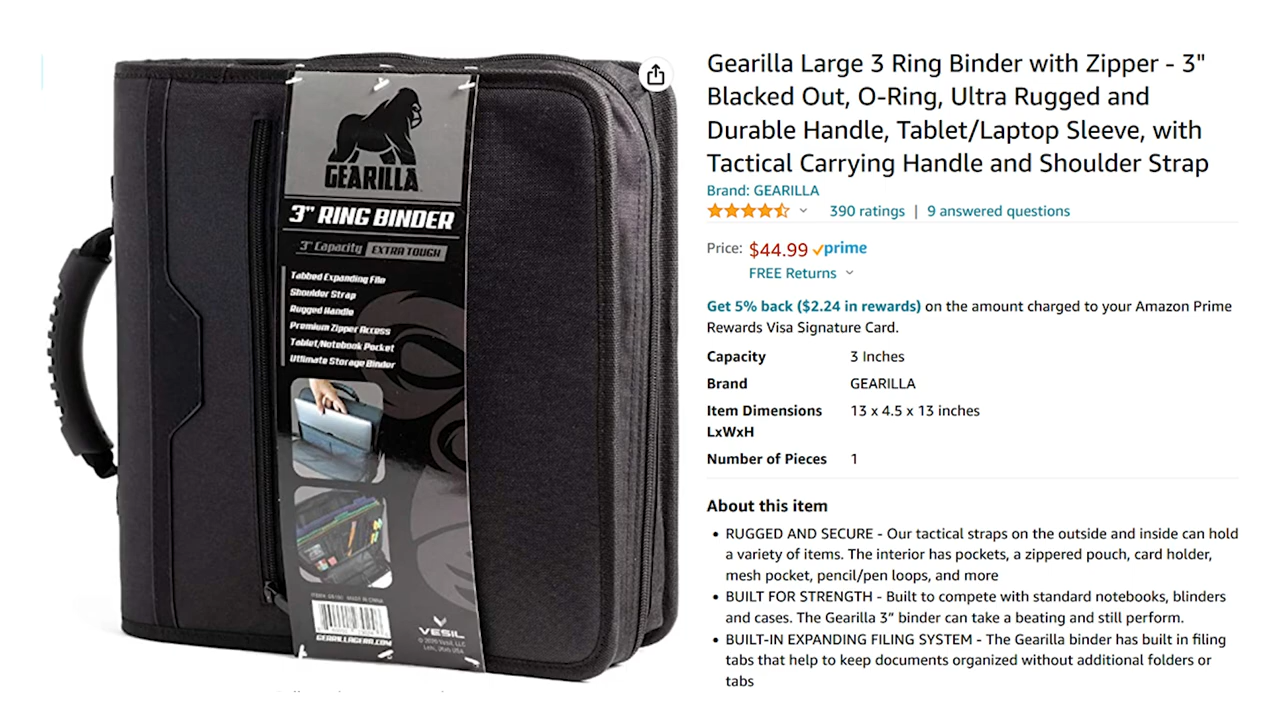 GEARILLA
3" RING BINDER
3" Capacity EXTRA TOUGH
Tabbed Expanding File
Shoulder Strap
Rugged Handle
Premium Zipper Access
Tablet/Notebook Pocket
Ultimate Storage Binder
GEARILLAGEAR.COM
VESIL
Gearilla Large 3 Ring Binder with Zipper - 3"
Blacked Out, O-Ring, Ultra Rugged and
Durable Handle, Tablet/Laptop Sleeve, with
Tactical Carrying Handle and Shoulder Strap
Brand: GEARILLA
390 ratings | 9 answered questions
Price: $44.99 prime
FREE Returns
Get 5% back ($2.24 in rewards) on the amount charged to your Amazon Prime
Rewards Visa Signature Card.
Capacity 3 Inches
Brand GEARILLA
Item Dimensions 13 x 4.5 x 13 inches
LxWxH
Number of Pieces 1
About this item
• RUGGED AND SECURE - Our tactical straps on the outside and inside can hold
a variety of items. The interior has pockets, a zippered pouch, card holder,
mesh pocket, pencil/pen loops, and more
• BUILT FOR STRENGTH - Built to compete with standard notebooks, blinders
and cases. The Gearilla 3” binder can take a beating and still perform.
• BUILT-IN EXPANDING FILING SYSTEM - The Gearilla binder has built in filing
tabs that help to keep documents organized without additional folders or
tabs